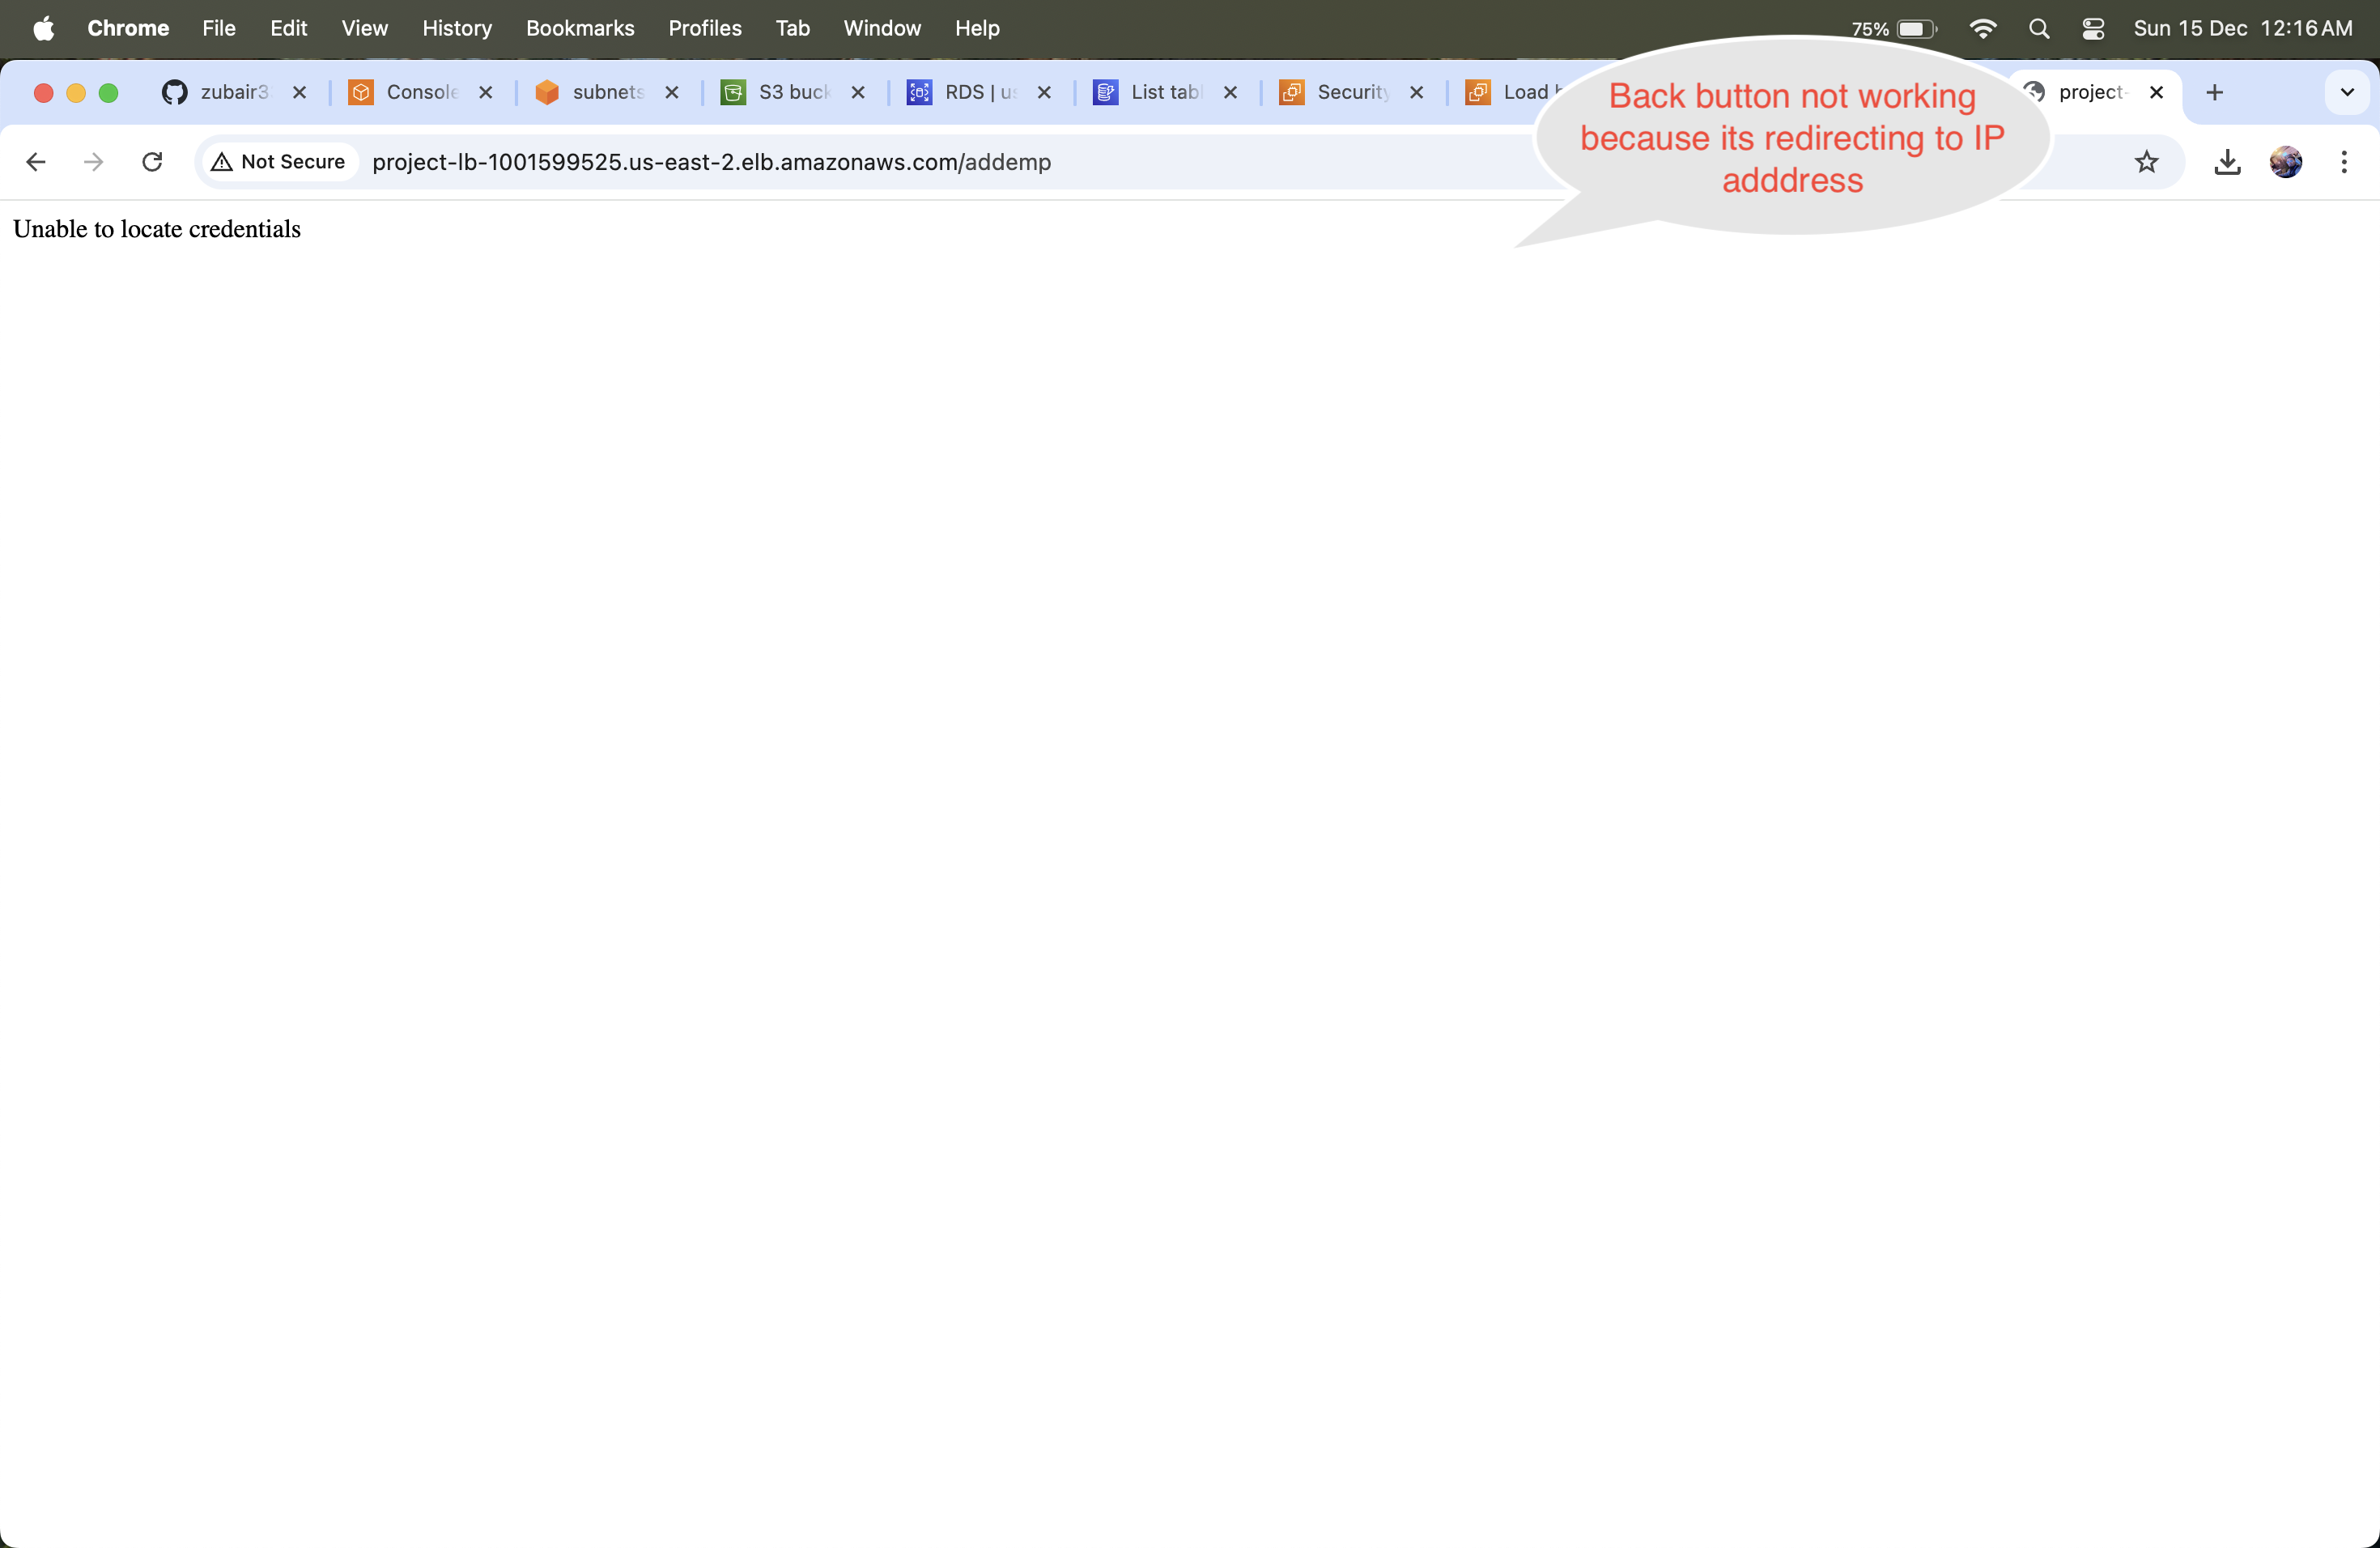 Chrome File Edit View History Bookmarks Profiles Tab Window Help 75% Sun 15 Dec 12:16 AM
zubair3 Console subnets S3 buck RDS | us List tabl Security Load project-
Not Secure project-lb-1001599525.us-east-2.elb.amazonaws.com/addemp
Back button not working
because its redirecting to IP
adddress
Unable to locate credentials